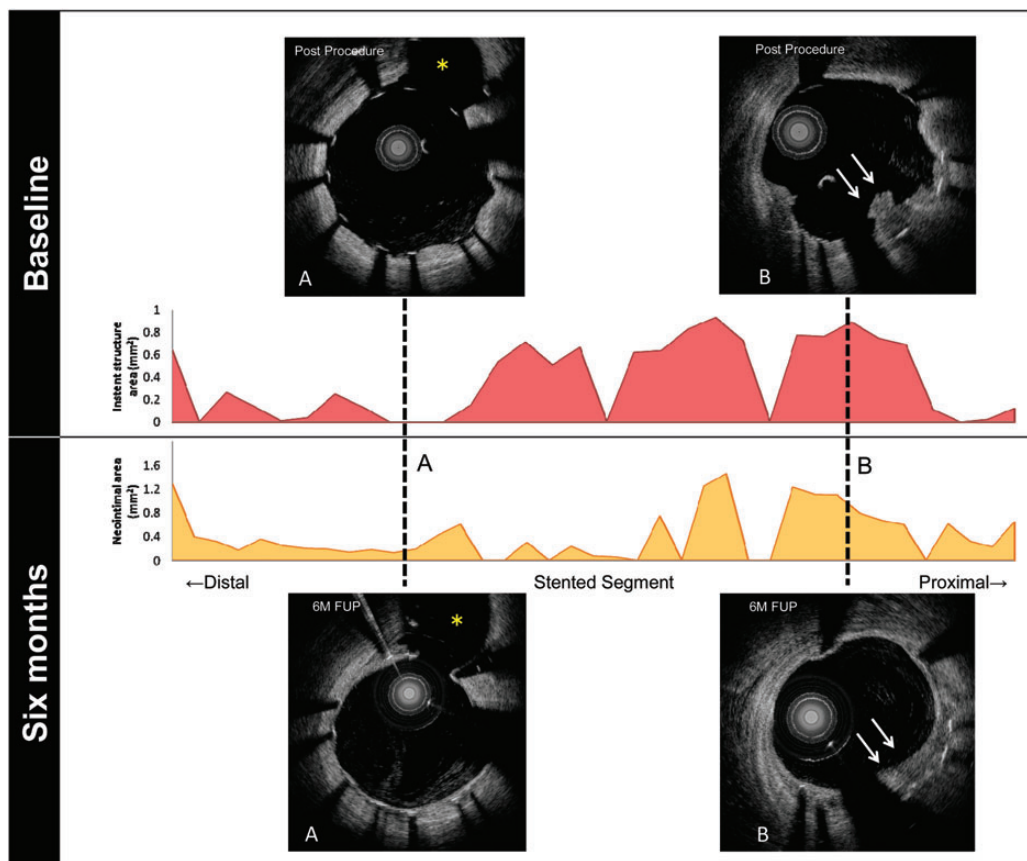 Baseline
Post Procedure
*
A
Post Procedure
B
Instent structure
area (mm²)
1
0.8
0.6
0.4
0.2
0
Six months
A
B
Neointimal area
(mm²)
1.6
1.2
0.8
0.4
0
←Distal
Stented Segment
Proximal→
6M FUP
*
A
6M FUP
B